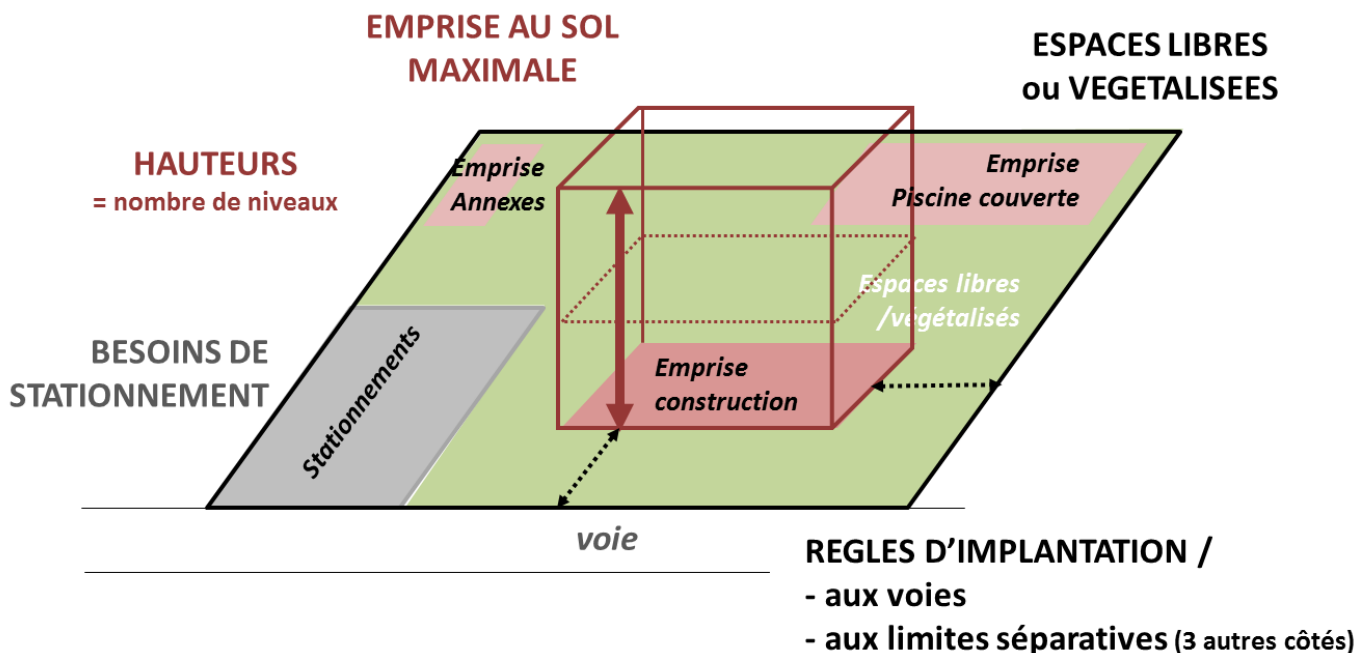 EMPRISE AU SOL
MAXIMALE
ESPACES LIBRES
ou VEGETALISEES
HAUTEURS
= nombre de niveaux
Emprise
Annexes
Emprise
Piscine couverte
Espaces libres
/végétalisés
BESOINS DE
STATIONNEMENT
Stationnements
Emprise
construction
voie
REGLES D’IMPLANTATION /
- aux voies
- aux limites séparatives (3 autres côtés)